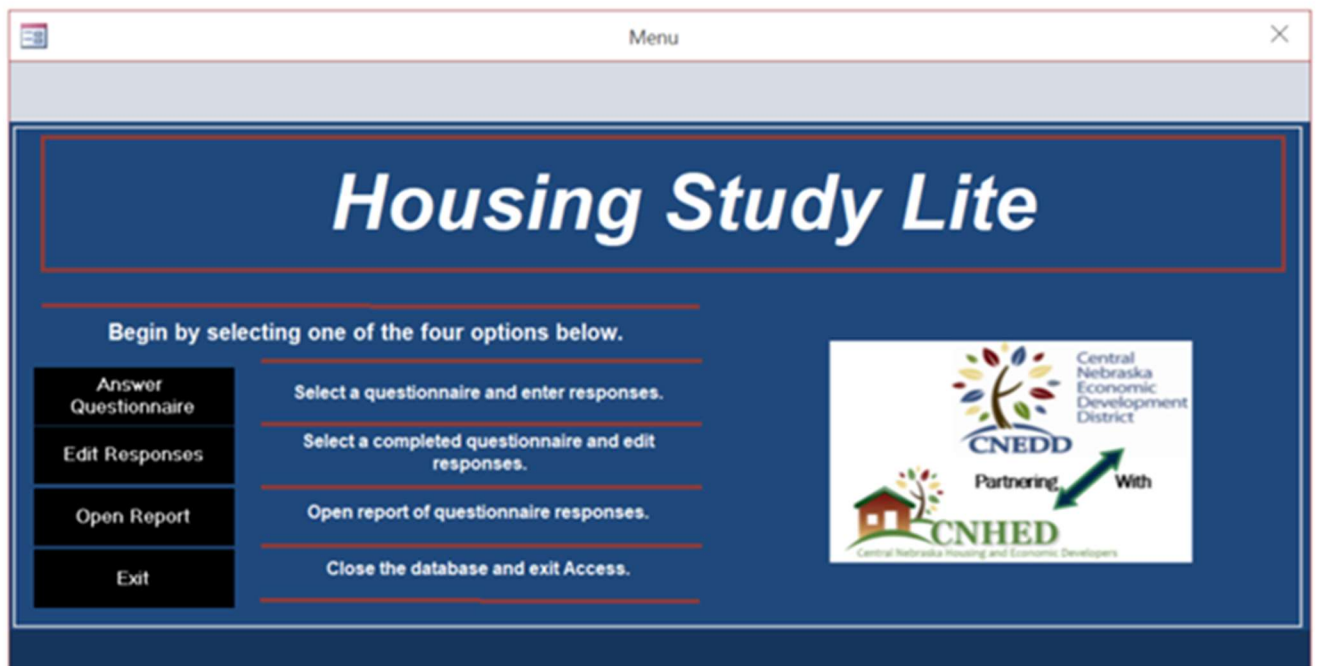 Menu
Housing Study Lite
Begin by selecting one of the four options below.
Answer
Questionnaire
Select a questionnaire and enter responses.
Edit Responses
Select a completed questionnaire and edit
responses.
Open Report
Open report of questionnaire responses.
Exit
Close the database and exit Access.
Central
Nebraska
Economic
Development
District
CNEDD
Partnering With
CNHED
Central Nebraska Housing and Economic Developers